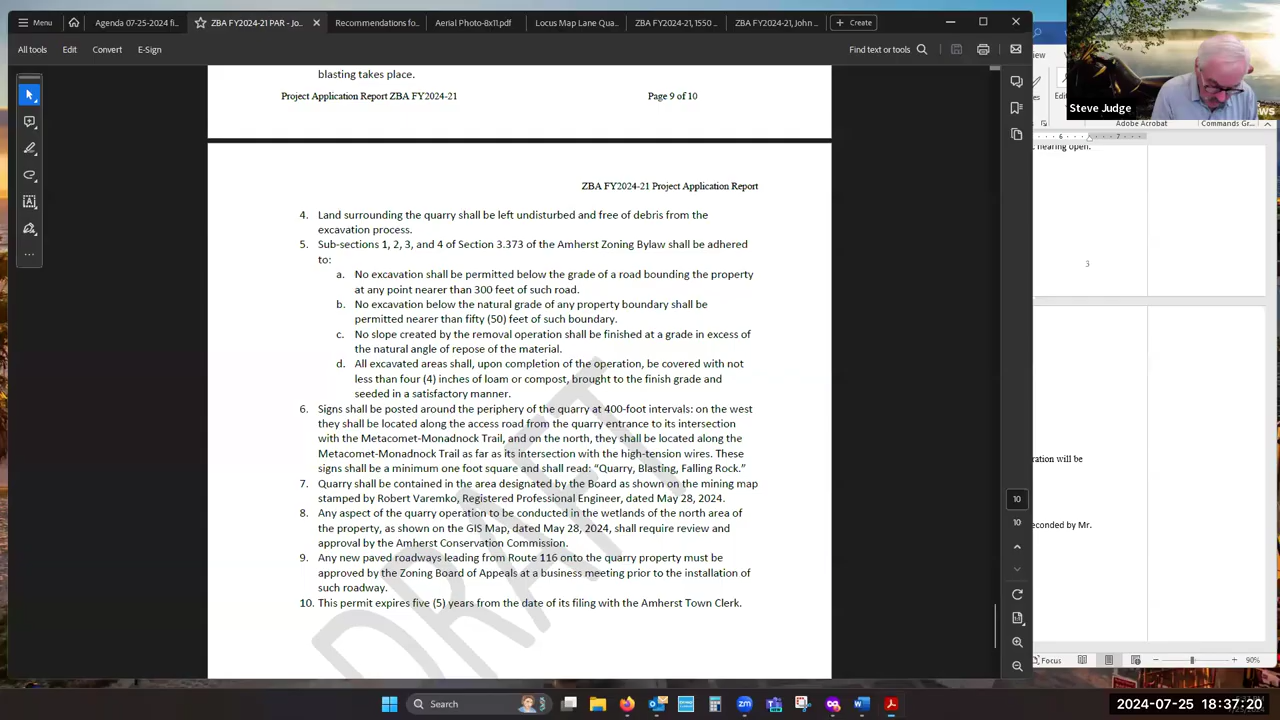 Menu
Agenda 07-25-2024 fi
ZBA FY2024-21 PAR - Jo...
Recommendations fo
Aerial Photo-8x11.pdf
Locus Map Lane Qua..
ZBA FY2024-21, 1550
ZBA FY2024-21, John
Create
All tools
Edit
Convert
E-Sign
Find text or tools
blasting takes place.
Project Application Report ZBA FY2024-21
Page 9 of 10
ZBA FY2024-21 Project Application Report
4. Land surrounding the quarry shall be left undisturbed and free of debris from the
excavation process.
5. Sub-sections 1, 2, 3, and 4 of Section 3.373 of the Amherst Zoning Bylaw shall be adhered
to:
a. No excavation shall be permitted below the grade of a road bounding the property
at any point nearer than 300 feet of such road.
b. No excavation below the natural grade of any property boundary shall be
permitted nearer than fifty (50) feet of such boundary.
c. No slope created by the removal operation shall be finished at a grade in excess of
the natural angle of repose of the material.
d. All excavated areas shall, upon completion of the operation, be covered with not
less than four (4) inches of loam or compost, brought to the finish grade and
seeded in a satisfactory manner.
6. Signs shall be posted around the periphery of the quarry at 400-foot intervals: on the west
they shall be located along the access road from the quarry entrance to its intersection
with the Metacomet-Monadnock Trail, and on the north, they shall be located along the
Metacomet-Monadnock Trail as far as its intersection with the high-tension wires. These
signs shall be a minimum one foot square and shall read: “Quarry, Blasting, Falling Rock.”
7. Quarry shall be contained in the area designated by the Board as shown on the mining map
stamped by Robert Varemko, Registered Professional Engineer, dated May 28, 2024.
8. Any aspect of the quarry operation to be conducted in the wetlands of the north area of
the property, as shown on the GIS Map, dated May 28, 2024, shall require review and
approval by the Amherst Conservation Commission.
9. Any new paved roadways leading from Route 116 onto the quarry property must be
approved by the Zoning Board of Appeals at a business meeting prior to the installation of
such roadway.
10. This permit expires five (5) years from the date of its filing with the Amherst Town Clerk.
DRAFT
10
10
Steve Judge
Adobe Acrobat
Commands Gr...
6
7
hearing open.
3
ration will be
econded by Mr.
Focus
90%
Search
2024-07-25 18:37:20